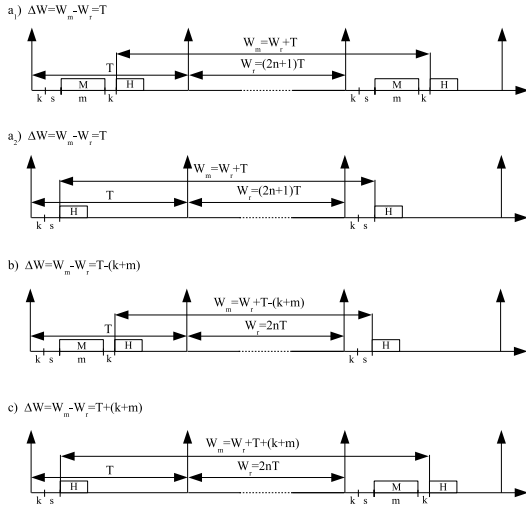 a₁) ΔW=Wₘ-Wᵣ=T
Wₘ=Wᵣ+T
T
Wᵣ=(2n+1)T
M H M H
k s m k k s m k
a₂) ΔW=Wₘ-Wᵣ=T
Wₘ=Wᵣ+T
T
Wᵣ=(2n+1)T
H H
k s k s
b) ΔW=Wₘ-Wᵣ=T-(k+m)
Wₘ=Wᵣ+T-(k+m)
T
Wᵣ=2nT
M H H
k s m k k s
c) ΔW=Wₘ-Wᵣ=T+(k+m)
Wₘ=Wᵣ+T+(k+m)
T
Wᵣ=2nT
H M H
k s k s m k